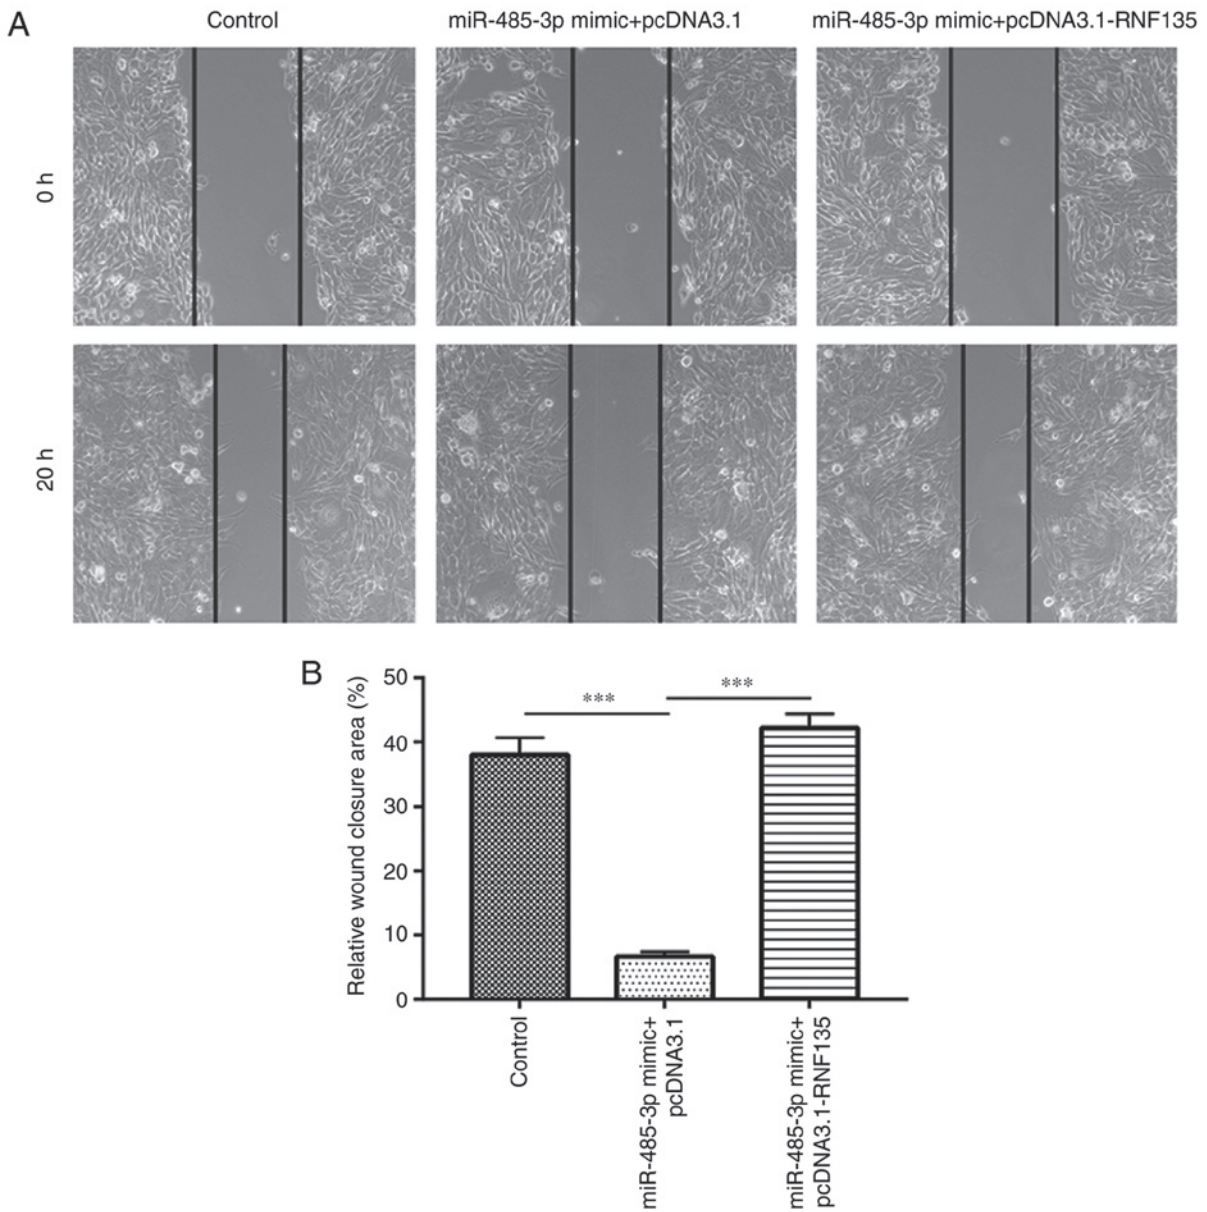 A
Control
miR-485-3p mimic+pcDNA3.1
miR-485-3p mimic+pcDNA3.1-RNF135
0 h
20 h
B
Relative wound closure area (%)
50
40
30
20
10
0
***
***
Control
miR-485-3p mimic+
pcDNA3.1
miR-485-3p mimic+
pcDNA3.1-RNF135